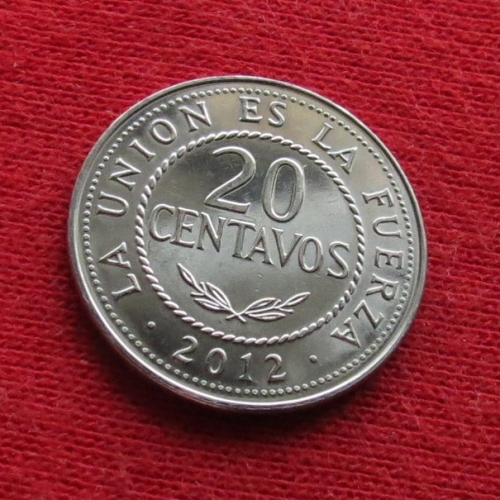 LA UNION ES LA FUERZA
20
CENTAVOS
· 2012 ·